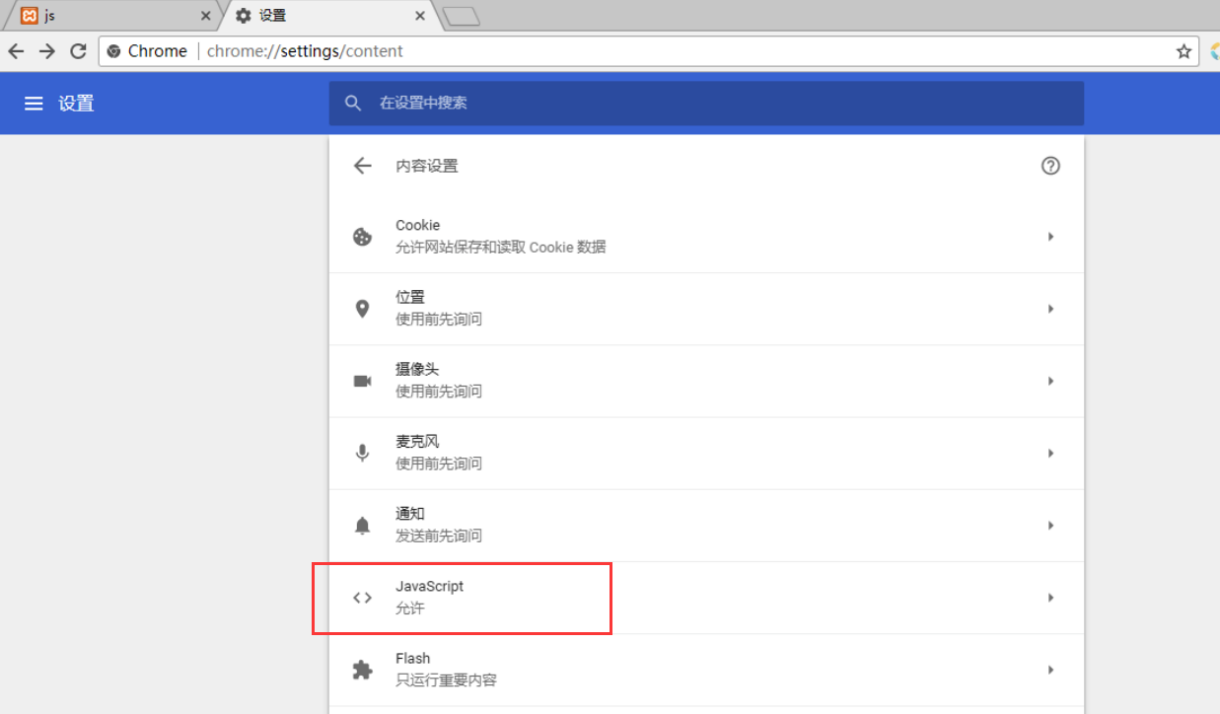 js
设置
Chrome chrome://settings/content
设置
在设置中搜索
内容设置
Cookie
允许网站保存和读取 Cookie 数据
位置
使用前先询问
摄像头
使用前先询问
麦克风
使用前先询问
通知
发送前先询问
JavaScript
允许
Flash
只运行重要内容